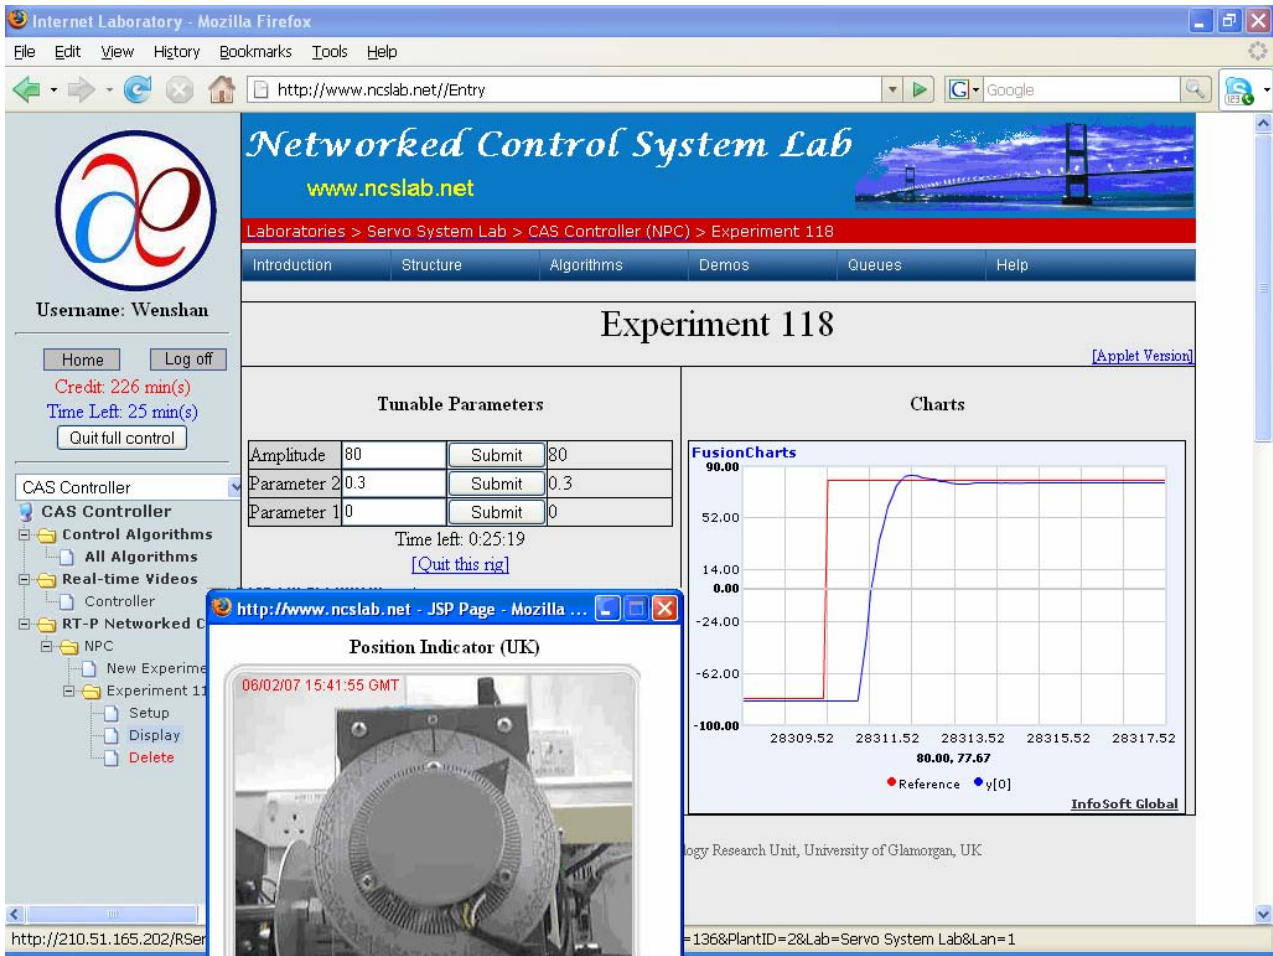 Internet Laboratory - Mozilla Firefox
File Edit View History Bookmarks Tools Help
http://www.ncslab.net//Entry
G Google
123
Networked Control System Lab
www.ncslab.net
Laboratories > Servo System Lab > CAS Controller (NPC) > Experiment 118
Introduction Structure Algorithms Demos Queues Help
Username: Wenshan
Home Log off
Credit: 226 min(s)
Time Left: 25 min(s)
Quit full control
CAS Controller
CAS Controller
Control Algorithms
All Algorithms
Real-time Videos
Controller
RT-P Networked C
NPC
New Experime
Experiment 11
Setup
Display
Delete
Experiment 118
[Applet Version]
Tunable Parameters
Amplitude 80 Submit 80
Parameter 2 0.3 Submit 0.3
Parameter 1 0 Submit 0
Time left: 0:25:19
[Quit this rig]
Charts
FusionCharts
90.00
52.00
14.00
0.00
-24.00
-62.00
-100.00
28309.52 28311.52 28313.52 28315.52 28317.52
80.00, 77.67
Reference y[0]
InfoSoft Global
http://www.ncslab.net - JSP Page - Mozilla ...
Position Indicator (UK)
06/02/07 15:41:55 GMT
logy Research Unit, University of Glamorgan, UK
http://210.51.165.202/RSer
=136&PlantID=2&Lab=Servo System Lab&Lan=1